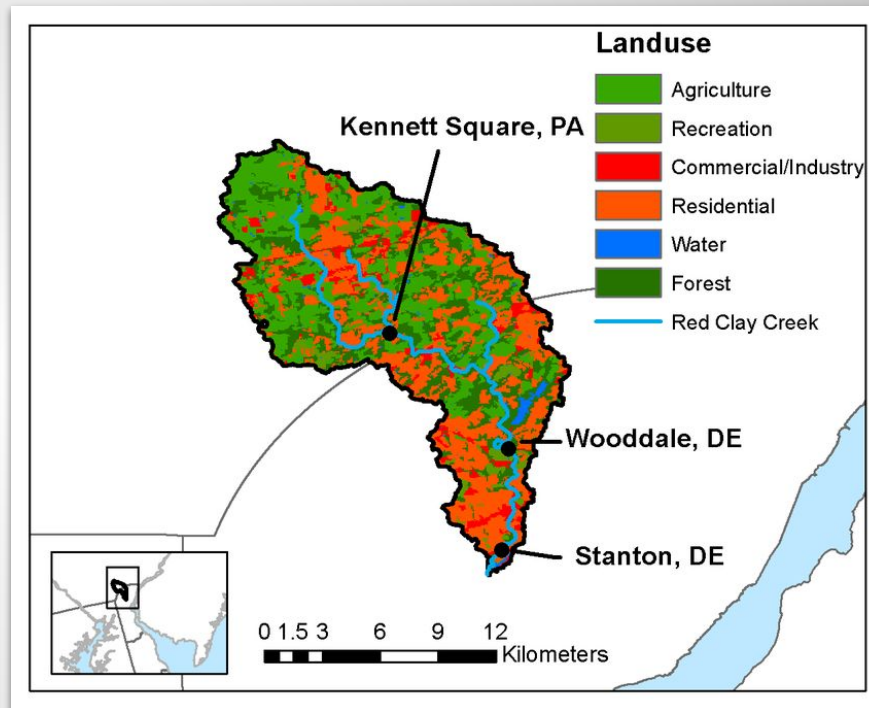 Landuse
Agriculture
Recreation
Commercial/Industry
Residential
Water
Forest
Red Clay Creek
Kennett Square, PA
Wooddale, DE
Stanton, DE
0 1.5 3 6 9 12
Kilometers